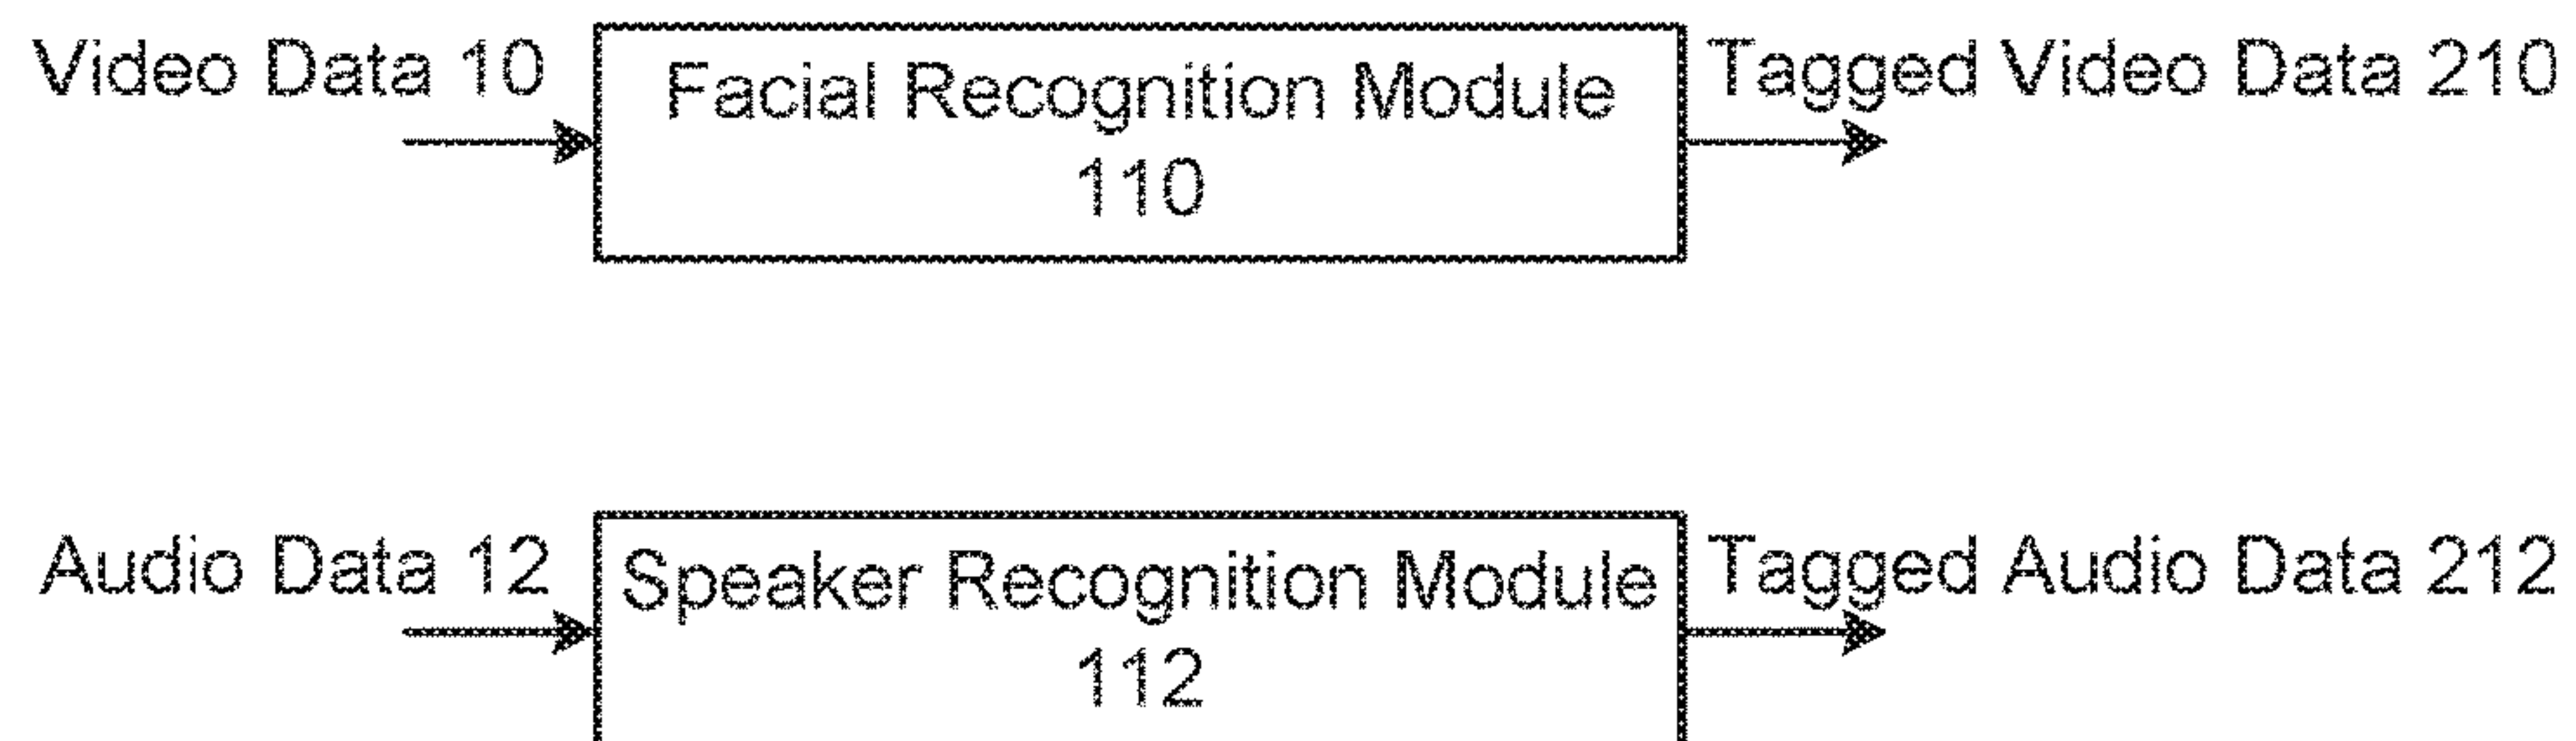 Video Data 10
Facial Recognition Module
110
Tagged Video Data 210
Audio Data 12
Speaker Recognition Module
112
Tagged Audio Data 212